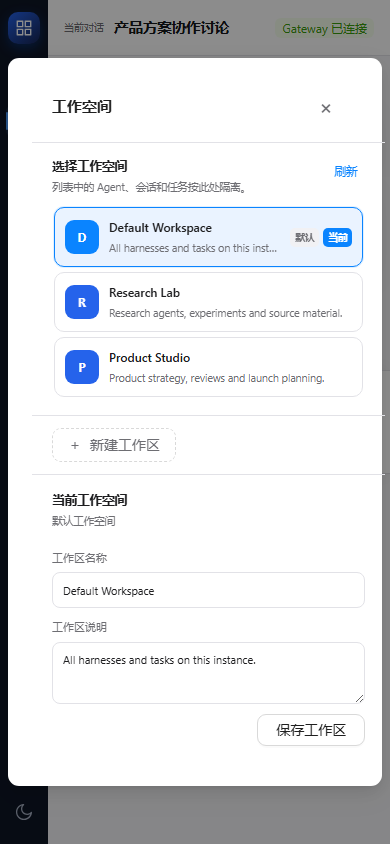 当前对话 产品方案协作讨论 Gateway 已连接
工作空间 ×
选择工作空间
刷新
列表中的 Agent、会话和任务按此处隔离。
D
Default Workspace
All harnesses and tasks on this inst...
默认 当前
R
Research Lab
Research agents, experiments and source material.
P
Product Studio
Product strategy, reviews and launch planning.
+ 新建工作区
当前工作空间
默认工作空间
工作区名称
Default Workspace
工作区说明
All harnesses and tasks on this instance.
保存工作区